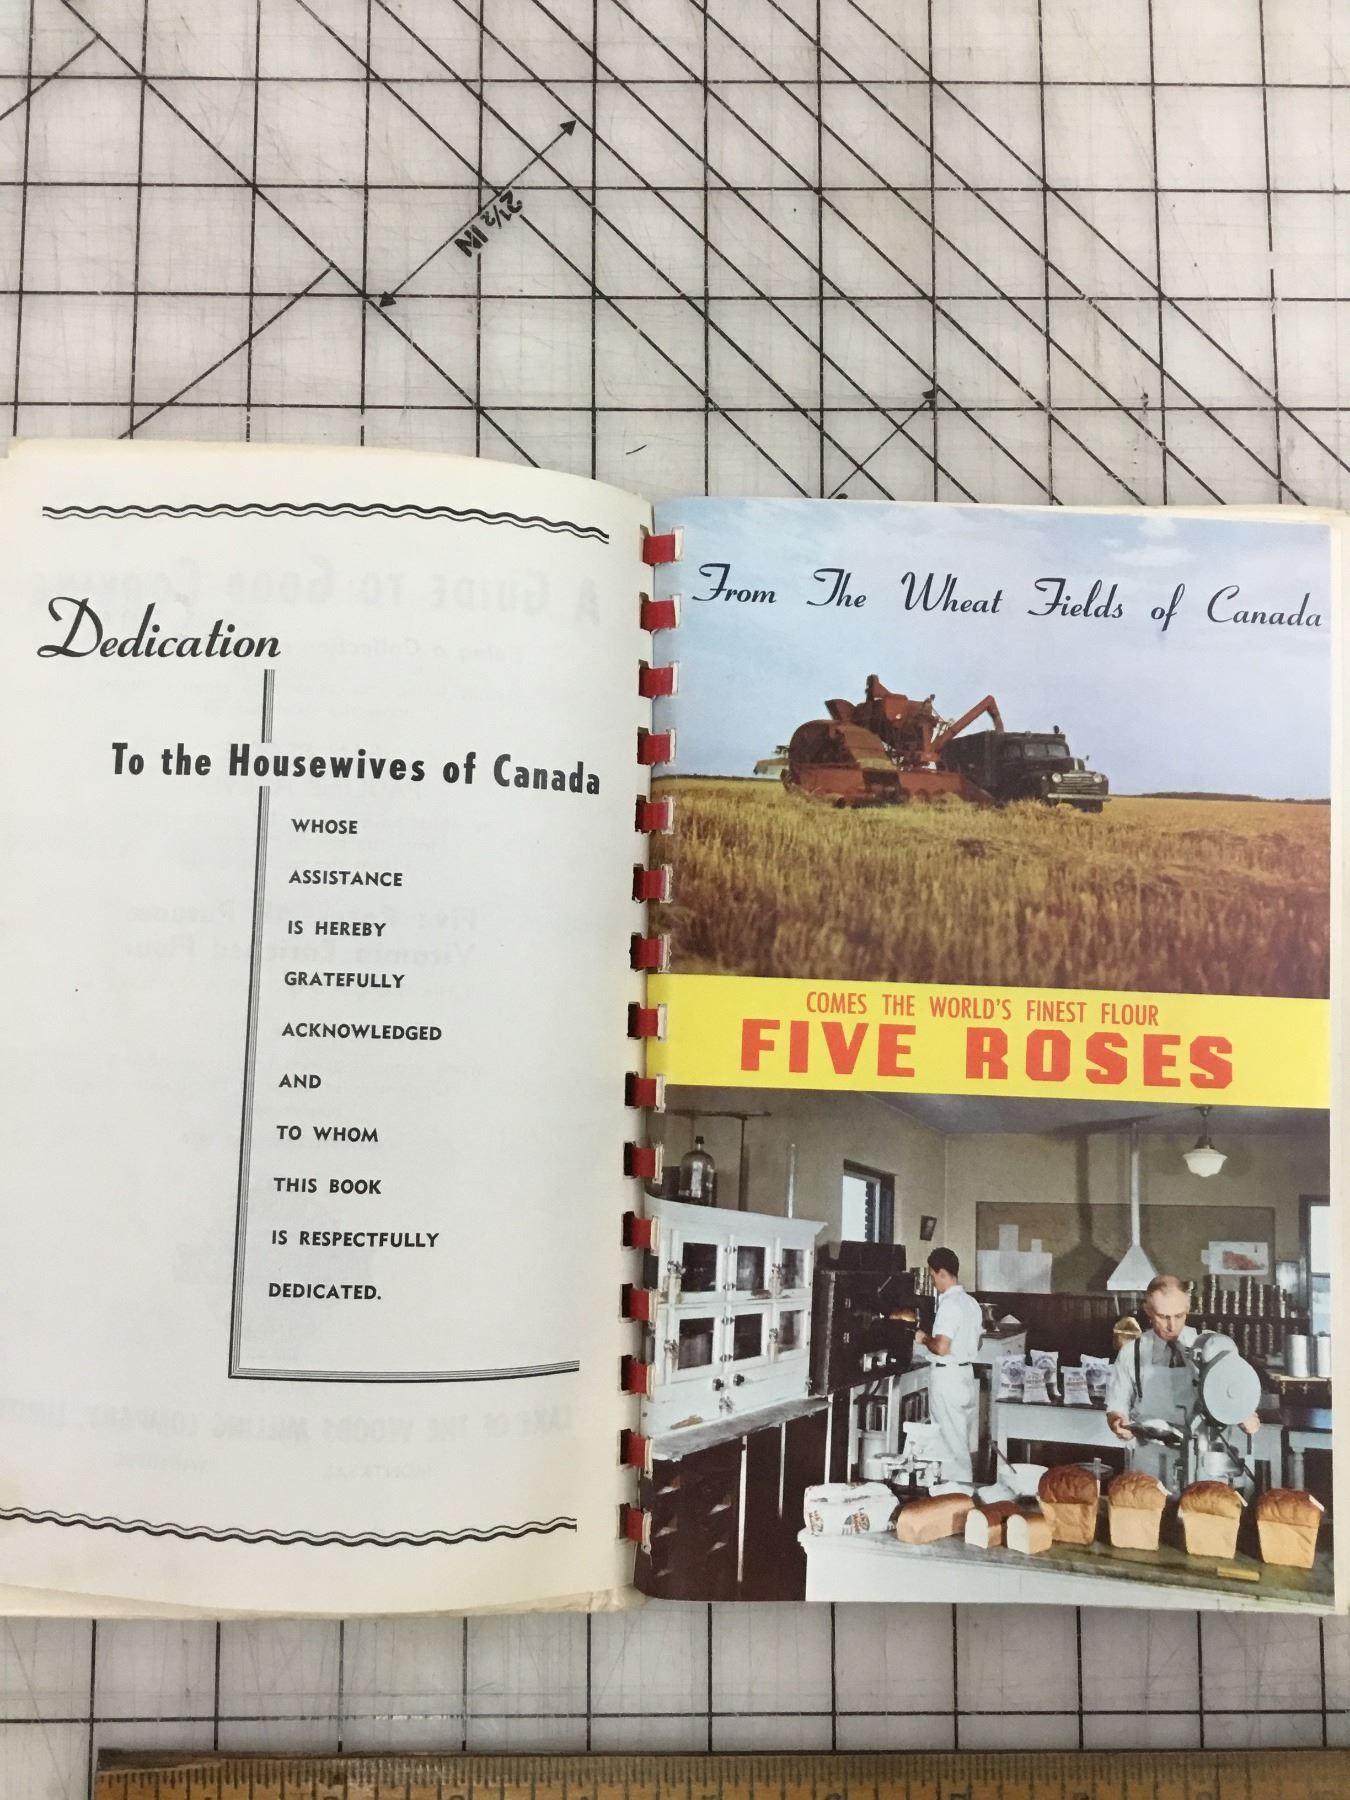 2½ IN
Dedication
To the Housewives of Canada
WHOSE
ASSISTANCE
IS HEREBY
GRATEFULLY
ACKNOWLEDGED
AND
TO WHOM
THIS BOOK
IS RESPECTFULLY
DEDICATED.
From The Wheat Fields of Canada
COMES THE WORLD'S FINEST FLOUR
FIVE ROSES